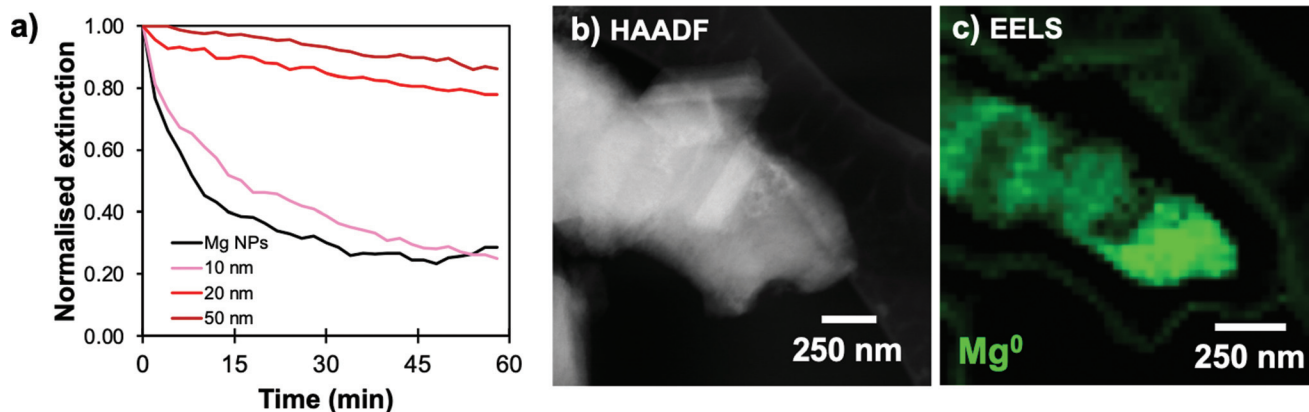 a)
Normalised extinction
1.00
0.80
0.60
0.40
0.20
0.00
Mg NPs
10 nm
20 nm
50 nm
0
15
30
45
60
Time (min)
b) HAADF
250 nm
c) EELS
Mg⁰
250 nm